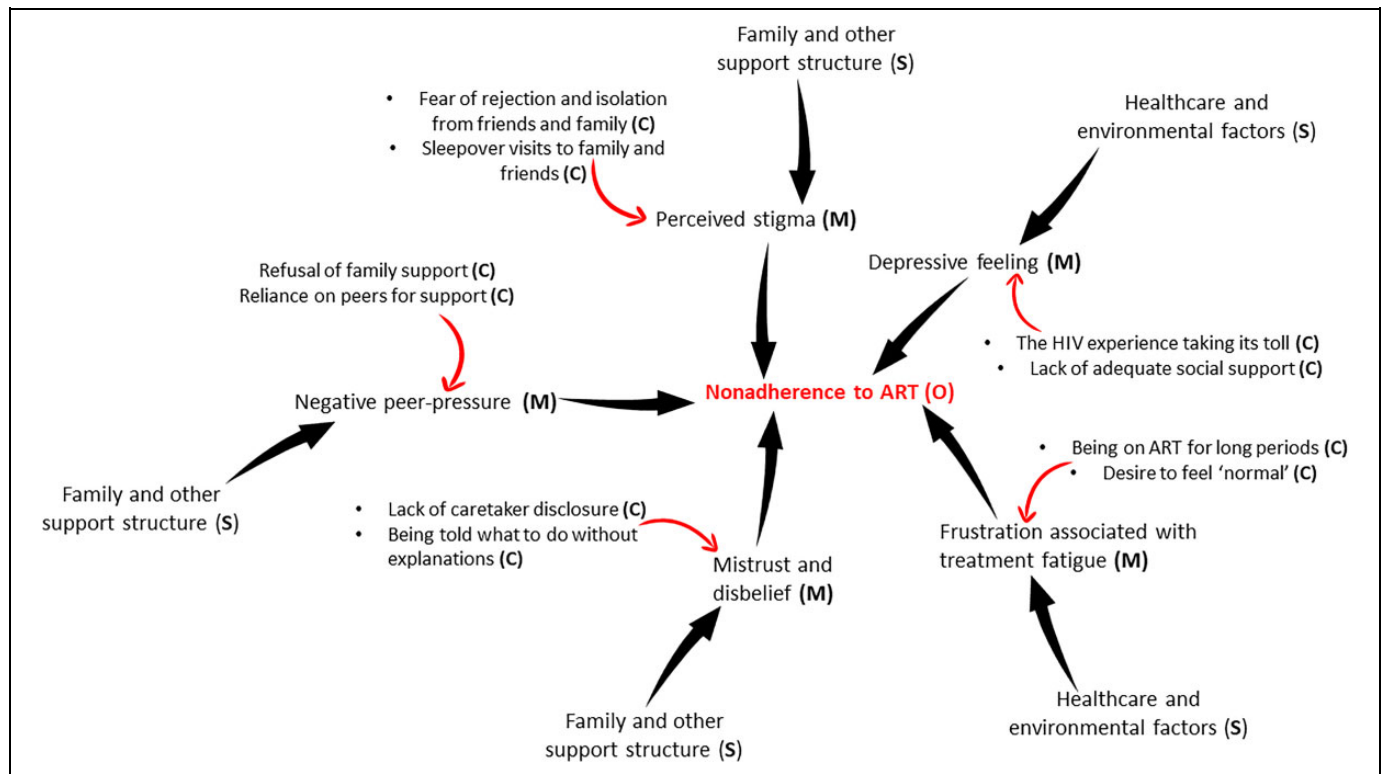 Family and other
support structure (S)
Healthcare and
environmental factors (S)
• Fear of rejection and isolation
from friends and family (C)
• Sleepover visits to family and
friends (C)
Perceived stigma (M)
Depressive feeling (M)
Refusal of family support (C)
Reliance on peers for support (C)
• The HIV experience taking its toll (C)
• Lack of adequate social support (C)
Negative peer-pressure (M)
Nonadherence to ART (O)
• Being on ART for long periods (C)
• Desire to feel ‘normal’ (C)
Family and other
support structure (S)
• Lack of caretaker disclosure (C)
• Being told what to do without
explanations (C)
Mistrust and
disbelief (M)
Frustration associated with
treatment fatigue (M)
Family and other
support structure (S)
Healthcare and
environmental factors (S)